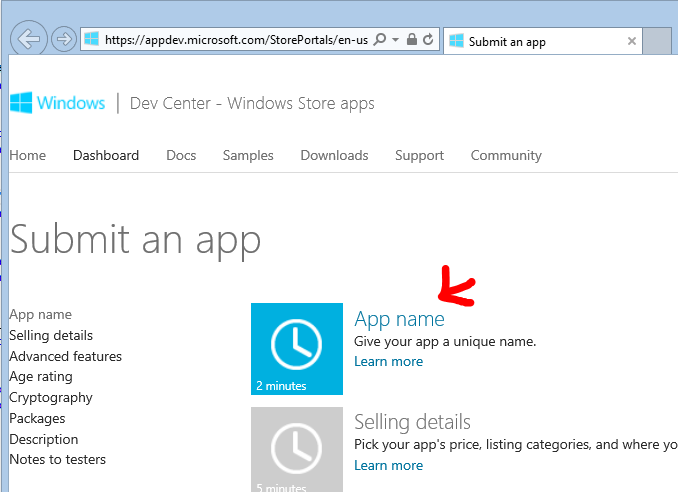 https://appdev.microsoft.com/StorePortals/en-us
Submit an app
Windows
Dev Center - Windows Store apps
Home Dashboard Docs Samples Downloads Support Community
Submit an app
App name
Selling details
Advanced features
Age rating
Cryptography
Packages
Description
Notes to testers
2 minutes
App name
Give your app a unique name.
Learn more
5 minutes
Selling details
Pick your app's price, listing categories, and where yo
Learn more